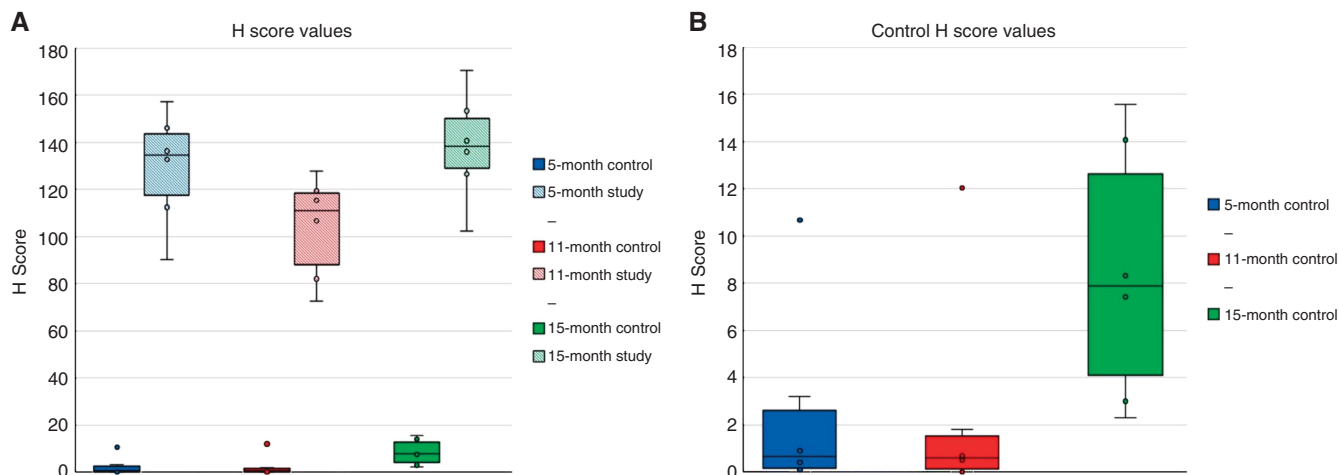 A
H score values
H Score
180
160
140
120
100
80
60
40
20
0
5-month control
5-month study
–
11-month control
11-month study
–
15-month control
15-month study
B
Control H score values
H Score
18
16
14
12
10
8
6
4
2
0
5-month control
–
11-month control
–
15-month control